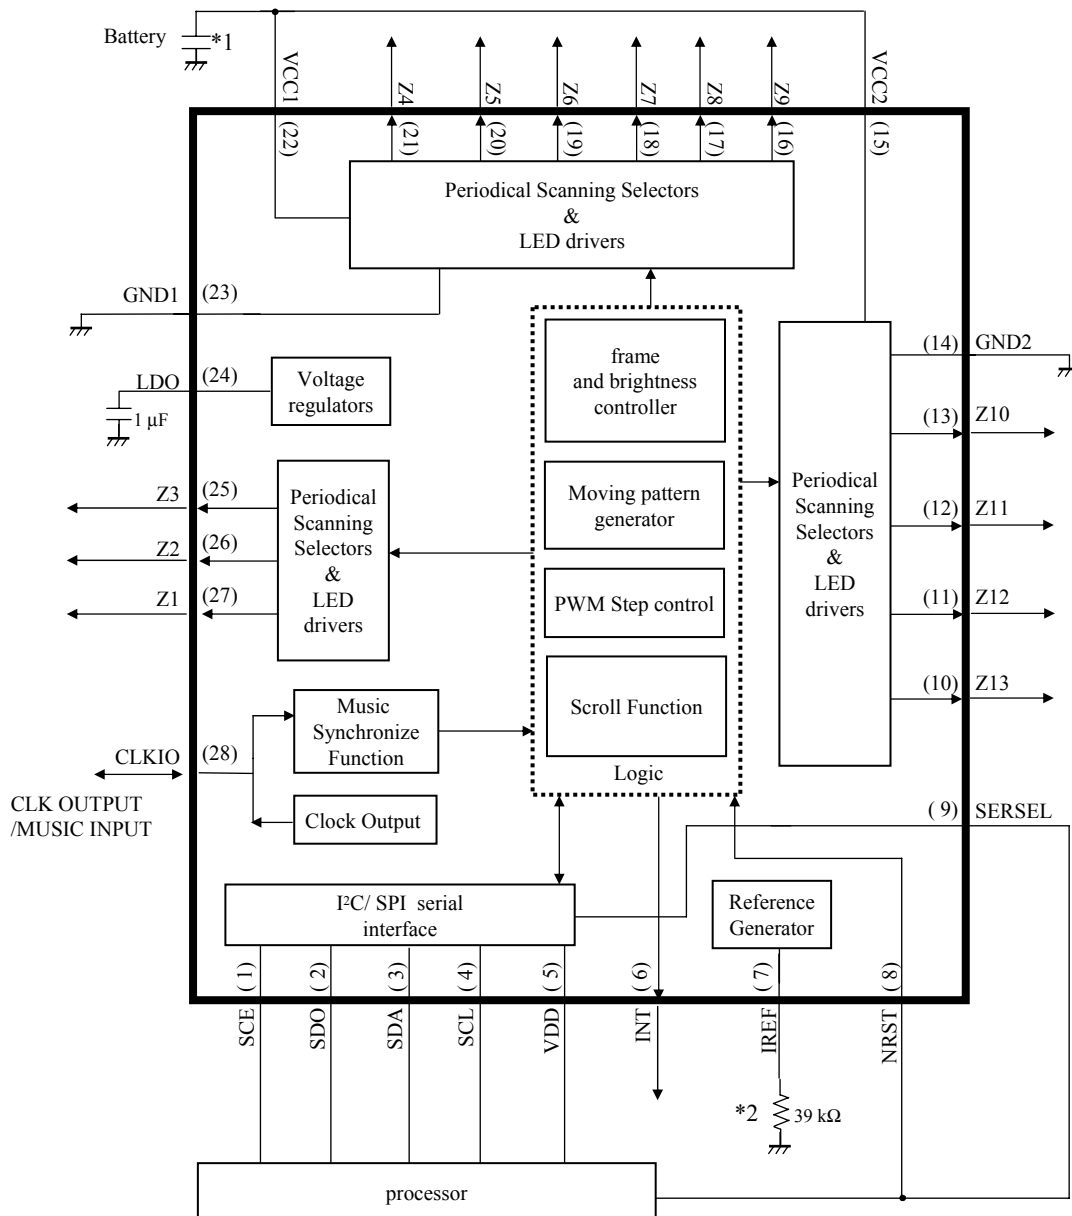 Battery
*1
VCC1
(22)
Z4
(21)
Z5
(20)
Z6
(19)
Z7
(18)
Z8
(17)
Z9
(16)
VCC2
(15)
Periodical Scanning Selectors
&
LED drivers
GND1
(23)
LDO
(24)
1 µF
Voltage
regulators
Z3
(25)
Z2
(26)
Z1
(27)
Periodical
Scanning
Selectors
&
LED
drivers
frame
and brightness
controller
Moving pattern
generator
PWM Step control
Scroll Function
Logic
Periodical
Scanning
Selectors
&
LED
drivers
(14)
GND2
(13)
Z10
(12)
Z11
(11)
Z12
(10)
Z13
CLKIO
(28)
CLK OUTPUT
/MUSIC INPUT
Music
Synchronize
Function
Clock Output
( 9)
SERSEL
I²C/ SPI serial
interface
Reference
Generator
( 1)
SCE
( 2)
SDO
( 3)
SDA
( 4)
SCL
( 5)
VDD
( 6)
INT
( 7)
IREF
( 8)
NRST
*2
39 kΩ
processor